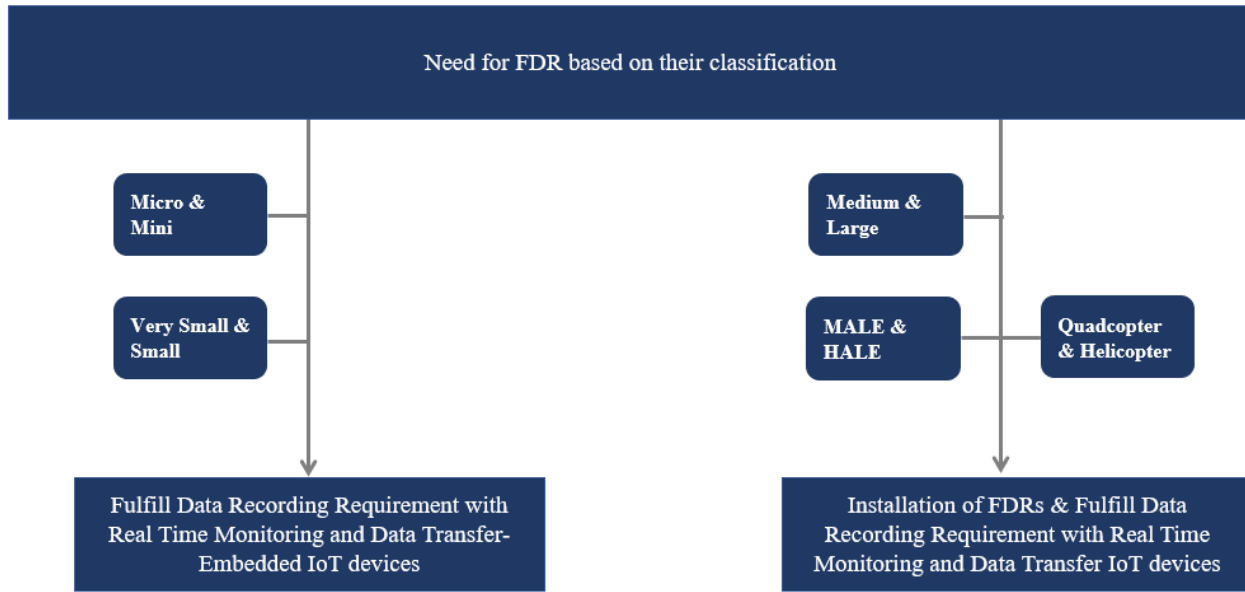 Need for FDR based on their classification
Micro &
Mini
Very Small &
Small
Fulfill Data Recording Requirement with
Real Time Monitoring and Data Transfer-
Embedded IoT devices
Medium &
Large
MALE &
HALE
Quadcopter
& Helicopter
Installation of FDRs & Fulfill Data
Recording Requirement with Real Time
Monitoring and Data Transfer IoT devices